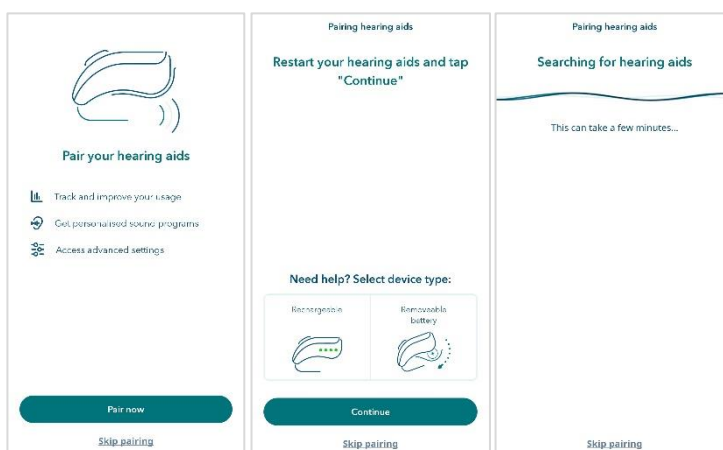 Pair your hearing aids
Track and improve your usage
Get personalised sound programs
Access advanced settings
Pair now
Skip pairing
Pairing hearing aids
Restart your hearing aids and tap
"Continue"
Need help? Select device type:
Rechargeable
Removeable
battery
Continue
Skip pairing
Pairing hearing aids
Searching for hearing aids
This can take a few minutes...
Skip pairing